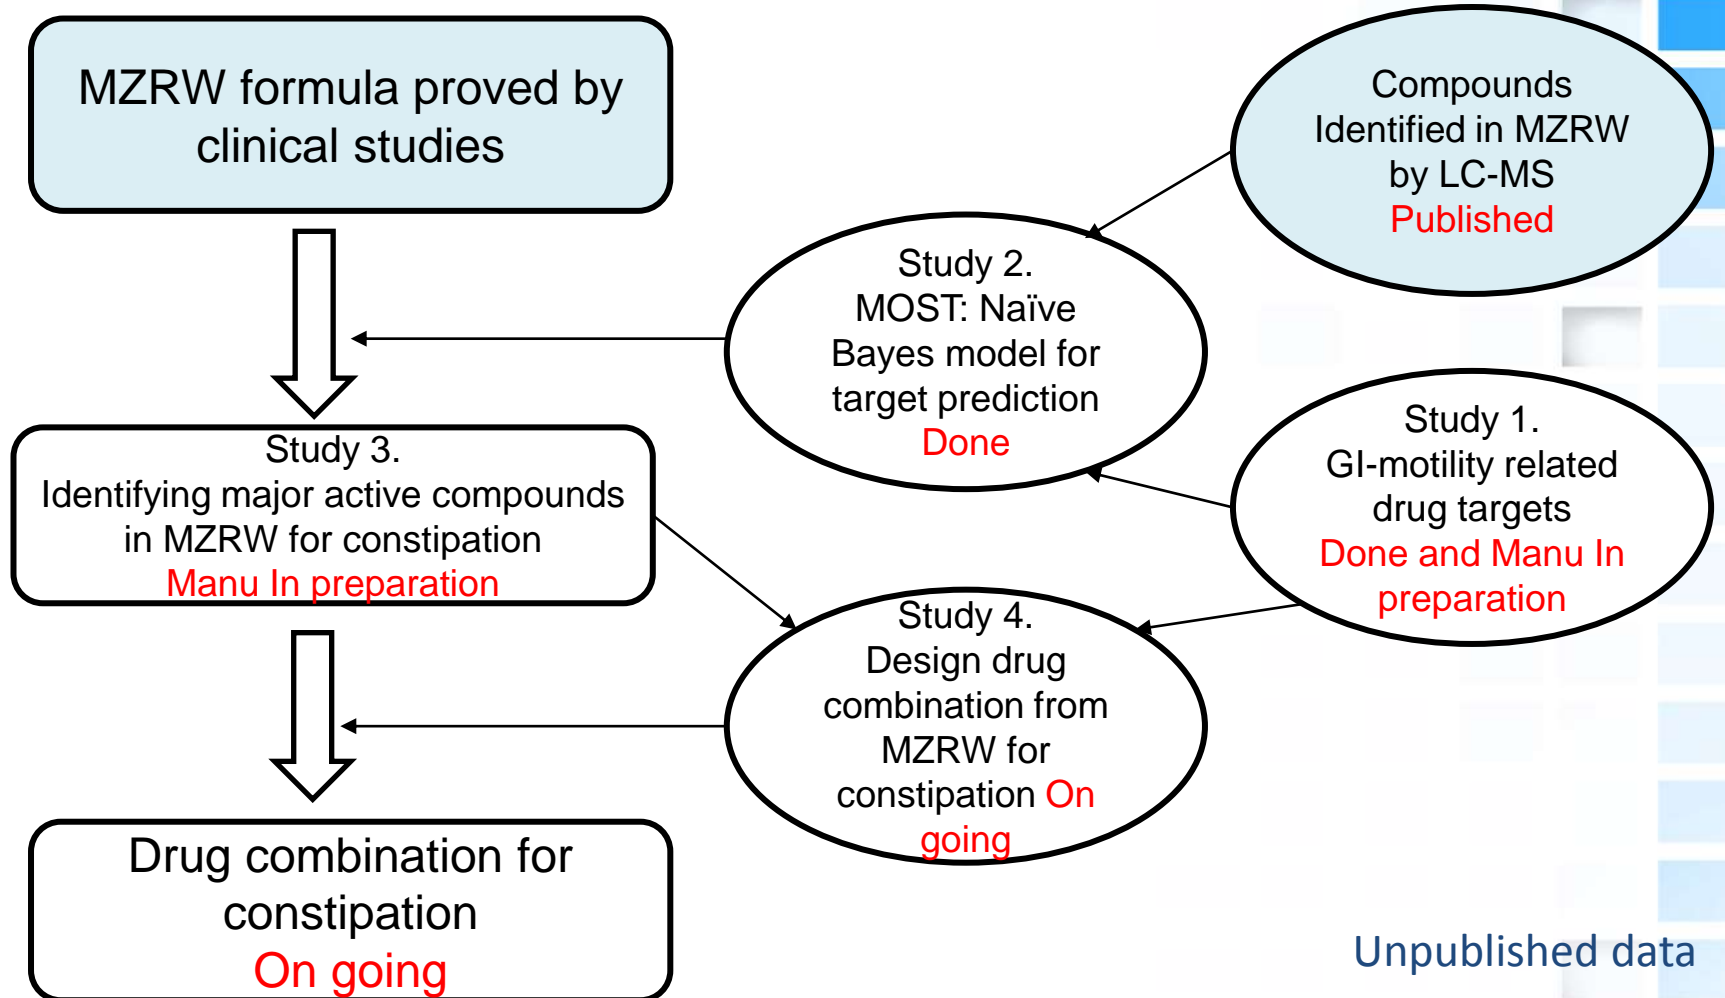 MZRW formula proved by
clinical studies
Compounds
Identified in MZRW
by LC-MS
Published
Study 2.
MOST: Naïve
Bayes model for
target prediction
Done
Study 1.
GI-motility related
drug targets
Done and Manu In
preparation
Study 3.
Identifying major active compounds
in MZRW for constipation
Manu In preparation
Study 4.
Design drug
combination from
MZRW for
constipation On
going
Drug combination for
constipation
On going
Unpublished data